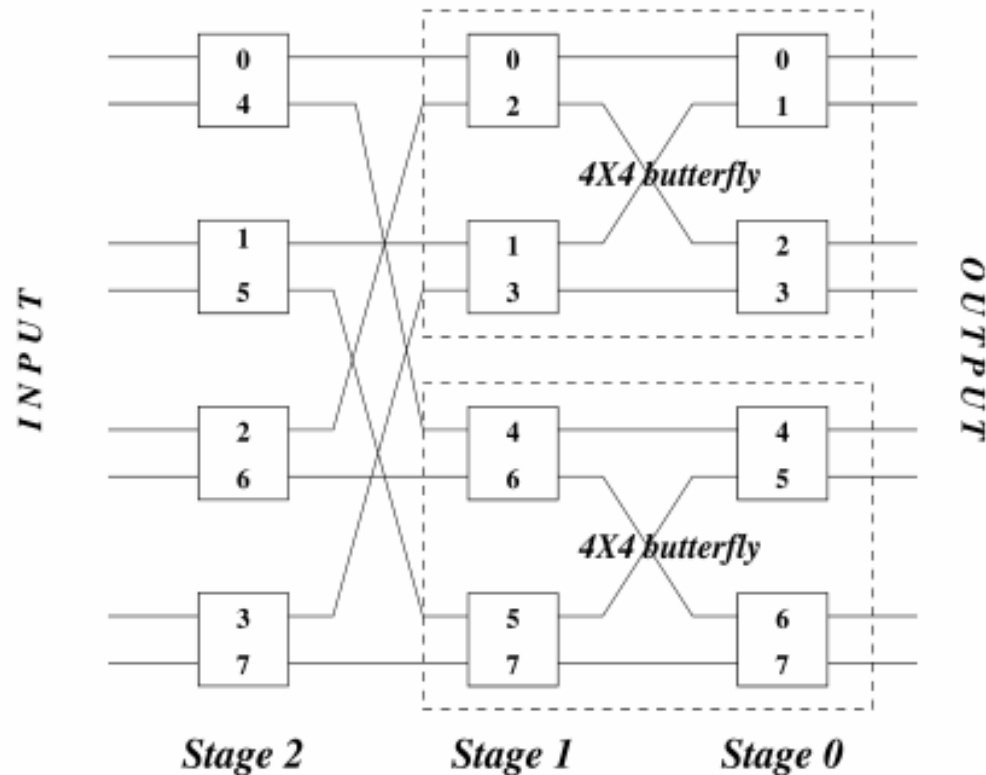 0 0 0
4 2 1
4X4 butterfly
1 1 2
5 3 3
INPUT
OUTPUT
2 4 4
6 6 5
4X4 butterfly
3 5 6
7 7 7
Stage 2 Stage 1 Stage 0